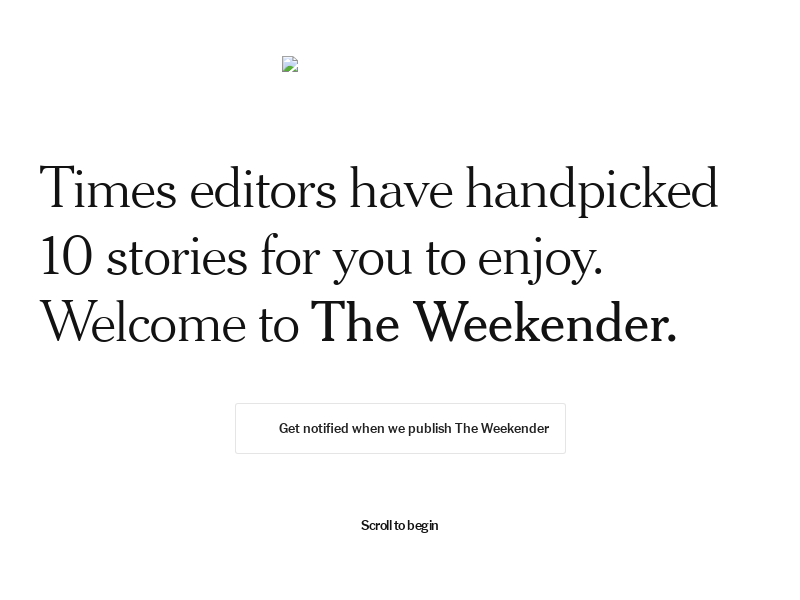 Times editors have handpicked
10 stories for you to enjoy.
Welcome to The Weekender.
Get notified when we publish The Weekender
Scroll to begin